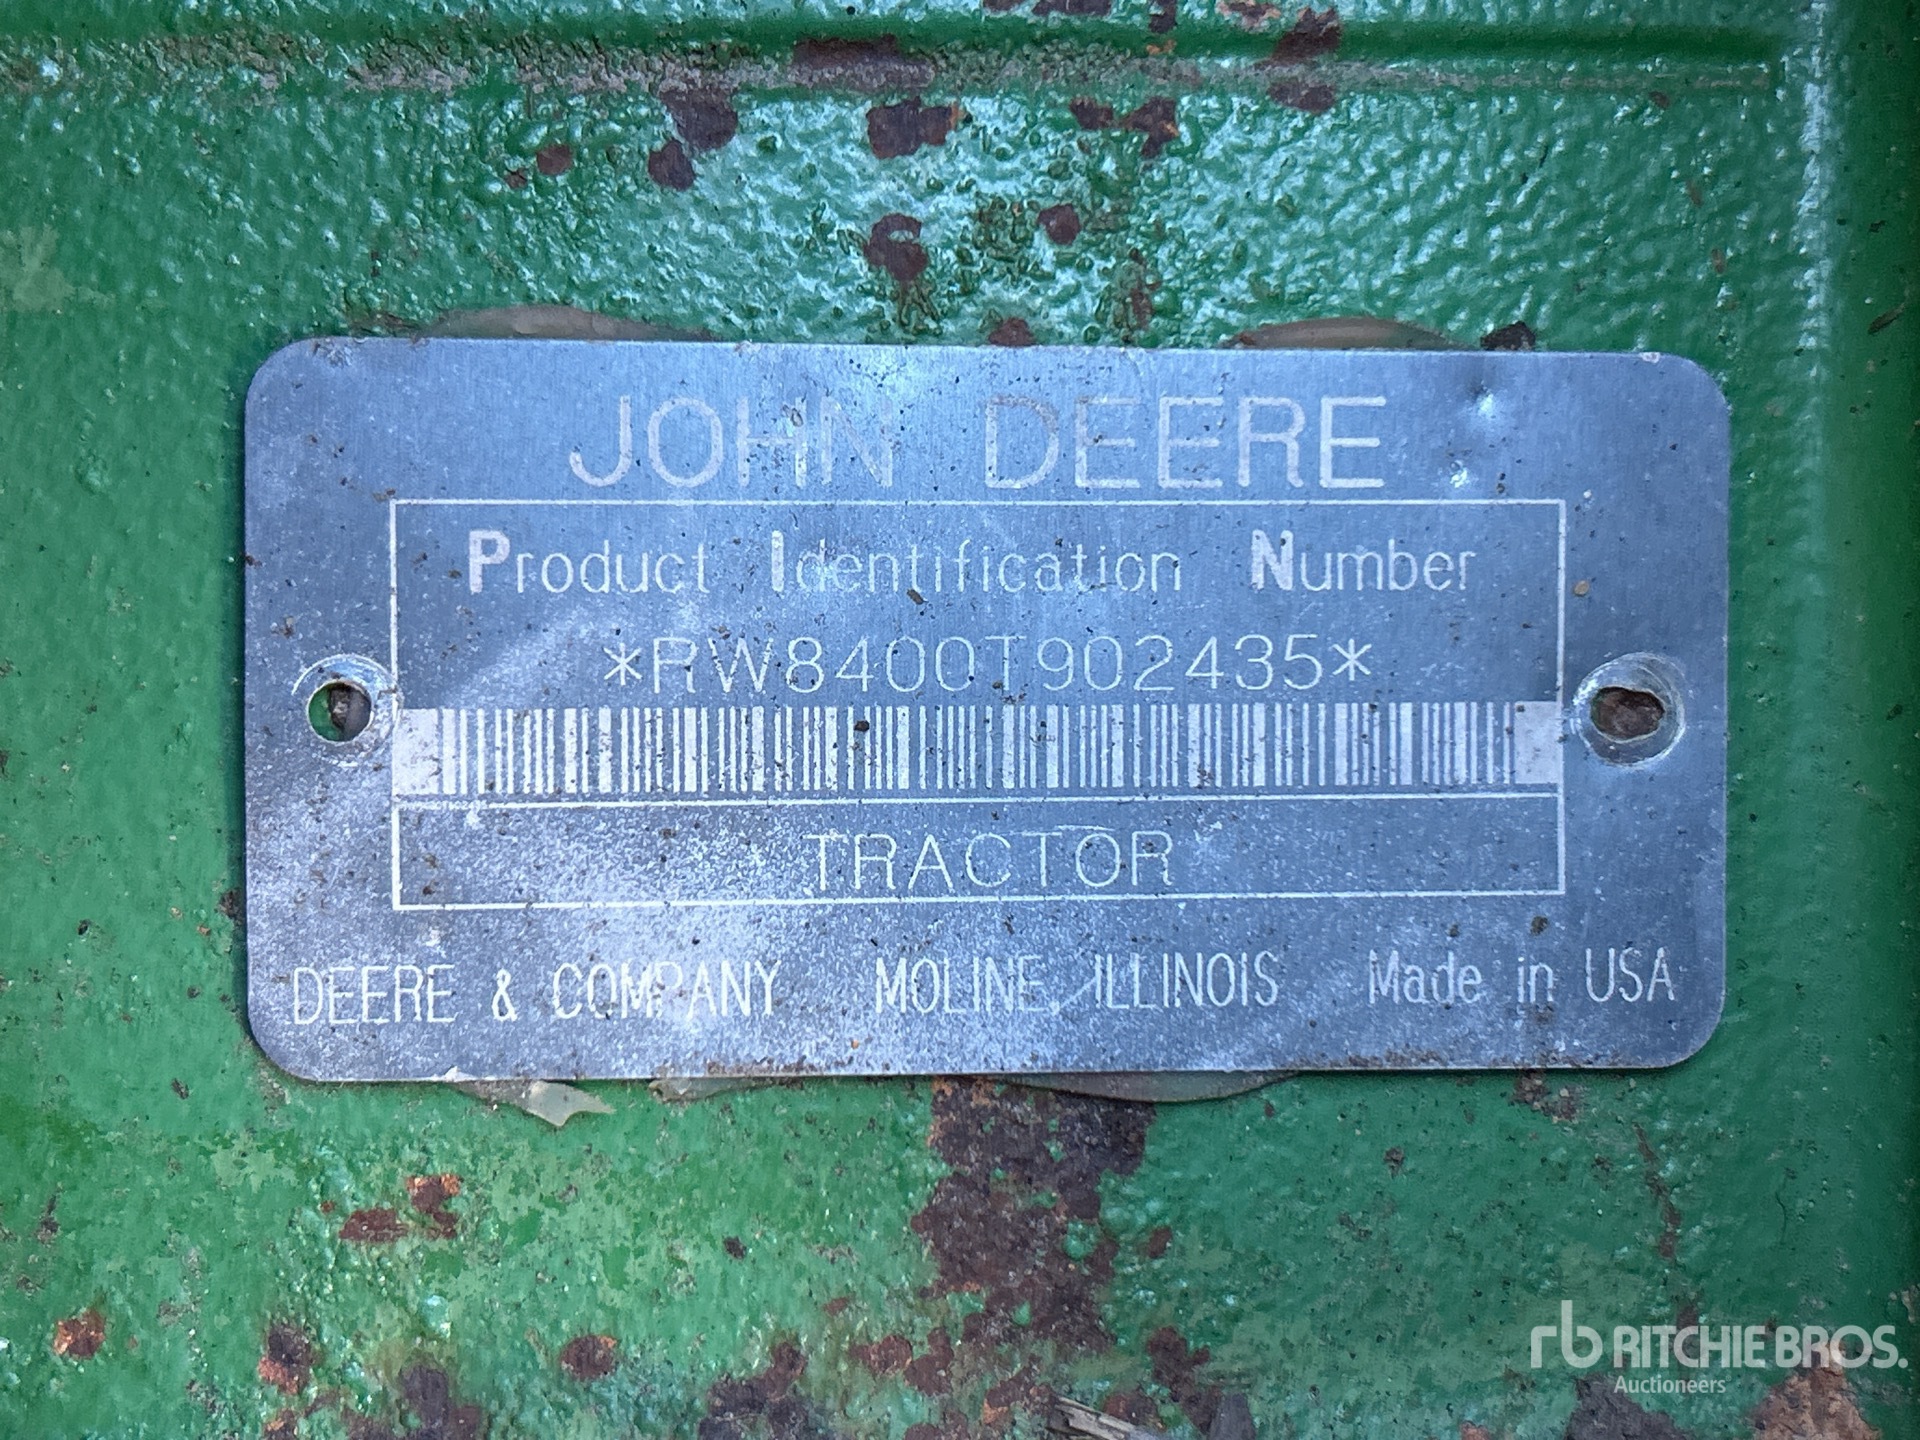 JOHN DEERE
Product Identification Number
*RW8400T902435*
TRACTOR
DEERE & COMPANY MOLINE, ILLINOIS Made in USA
rb RITCHIE BROS.
Auctioneers